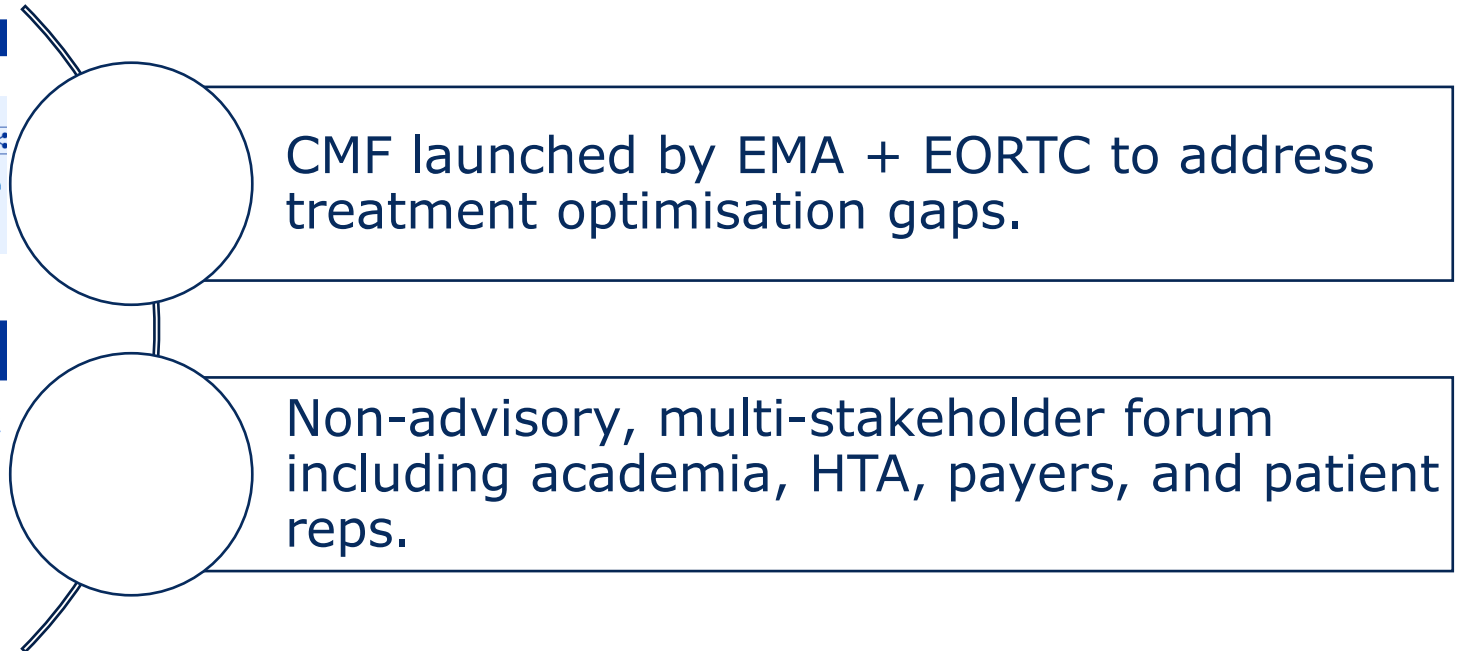 CMF launched by EMA + EORTC to address
treatment optimisation gaps.
Non-advisory, multi-stakeholder forum
including academia, HTA, payers, and patient
reps.